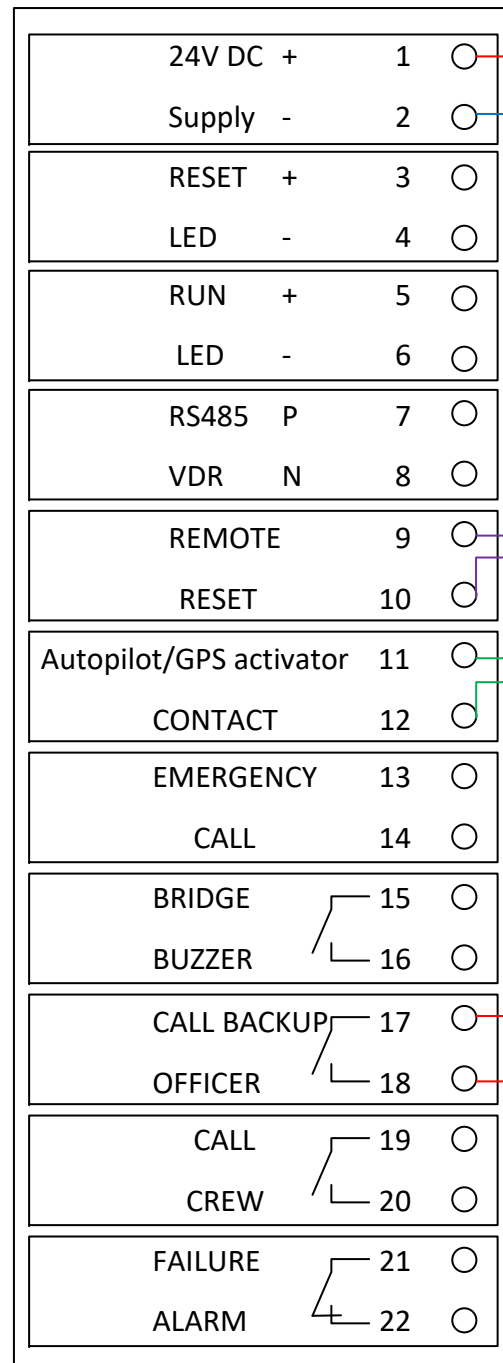 24V DC + 1
Supply - 2
RESET + 3
LED - 4
RUN + 5
LED - 6
RS485 P 7
VDR N 8
REMOTE 9
RESET 10
Autopilot/GPS activator 11
CONTACT 12
EMERGENCY 13
CALL 14
BRIDGE 15
BUZZER 16
CALL BACKUP 17
OFFICER 18
CALL 19
CREW 20
FAILURE 21
ALARM 22